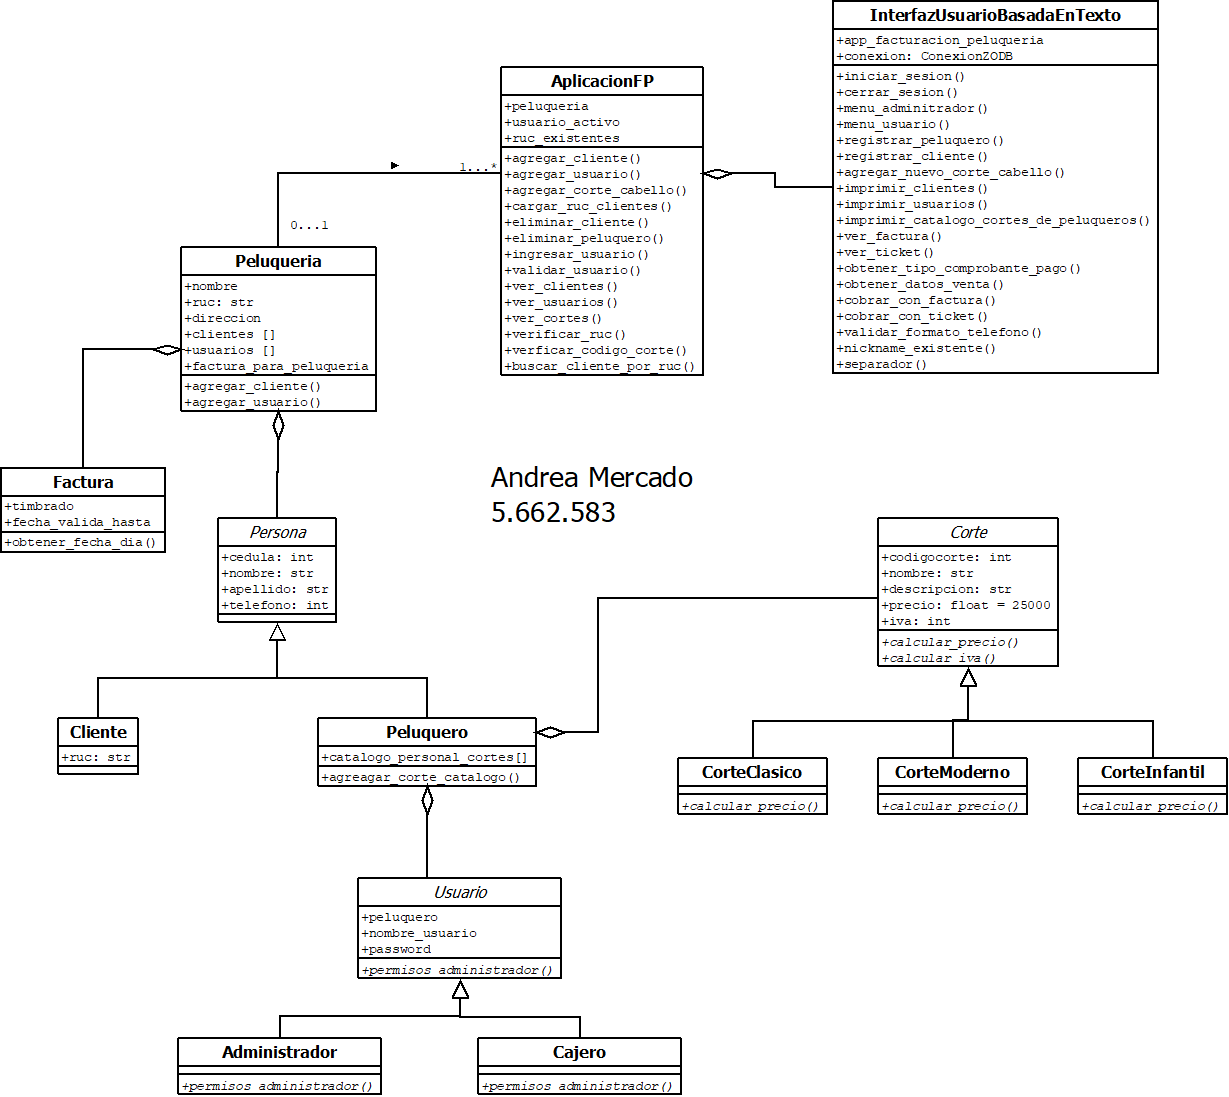 InterfazUsuarioBasadaEnTexto
+app_facturacion_peluqueria
+conexion: ConexionZODB
+iniciar_sesion()
+cerrar_sesion()
+menu_adminitrador()
+menu_usuario()
+registrar_peluquero()
+registrar_cliente()
+agregar_nuevo_corte_cabello()
+imprimir_clientes()
+imprimir_usuarios()
+imprimir_catalogo_cortes_de_peluqueros()
+ver_factura()
+ver_ticket()
+obtener_tipo_comprobante_pago()
+obtener_datos_venta()
+cobrar_con_factura()
+cobrar_con_ticket()
+validar_formato_telefono()
+nickname_existente()
+separador()
AplicacionFP
+peluqueria
+usuario_activo
+ruc_existentes
+agregar_cliente()
+agregar_usuario()
+agregar_corte_cabello()
+cargar_ruc_clientes()
+eliminar_cliente()
+eliminar_peluquero()
+ingresar_usuario()
+validar_usuario()
+ver_clientes()
+ver_usuarios()
+ver_cortes()
+verificar_ruc()
+verficar_codigo_corte()
+buscar_cliente_por_ruc()
1...*
0...1
Peluqueria
+nombre
+ruc: str
+direccion
+clientes []
+usuarios []
+factura_para_peluqueria
+agregar_cliente()
+agregar_usuario()
Factura
+timbrado
+fecha_valida_hasta
+obtener_fecha_dia()
Andrea Mercado
5.662.583
Persona
+cedula: int
+nombre: str
+apellido: str
+telefono: int
Corte
+codigocorte: int
+nombre: str
+descripcion: str
+precio: float = 25000
+iva: int
+calcular_precio()
+calcular_iva()
Cliente
+ruc: str
Peluquero
+catalogo_personal_cortes[]
+agreagar_corte_catalogo()
CorteClasico
+calcular_precio()
CorteModerno
+calcular_precio()
CorteInfantil
+calcular_precio()
Usuario
+peluquero
+nombre_usuario
+password
+permisos_administrador()
Administrador
+permisos_administrador()
Cajero
+permisos_administrador()